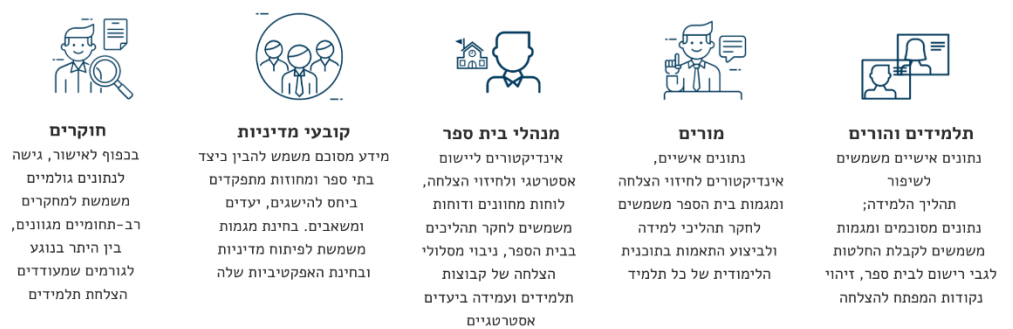 תלמידים והורים
נתונים אישיים משמשים
לשיפור
תהליך הלמידה;
נתונים מסוכמים ומגמות
משמשים לקבלת החלטות
לגבי רישום לבית ספר, זיהוי
נקודות המפתח להצלחה
מורים
נתונים אישיים,
אינדיקטורים לחיזוי הצלחה
ומגמות בית הספר משמשים
לחקר תהליכי למידה
ולביצוע התאמות בתוכנית
הלימודית של כל תלמיד
מנהלי בית ספר
אינדיקטורים ליישום
אסטרטגי ולחיזוי הצלחה,
לוחות מחוונים ודוחות
משמשים לחקר תהליכים
בבית הספר, ניבוי מסלולי
הצלחה של קבוצות
תלמידים ועמידה ביעדים
אסטרטגיים
קובעי מדיניות
מידע מסוכם משמש להבין כיצד
בתי ספר ומחוזות מתפקדים
ביחס להישגים, יעדים
ומשאבים. בחינת מגמות
משמשת לפיתוח מדיניות
ובחינת האפקטיביות שלה
חוקרים
בכפוף לאישור, גישה
לנתונים גולמיים
משמשת למחקרים
רב-תחומיים מגוונים,
בין היתר בנוגע
לגורמים שמעודדים
הצלחת תלמידים